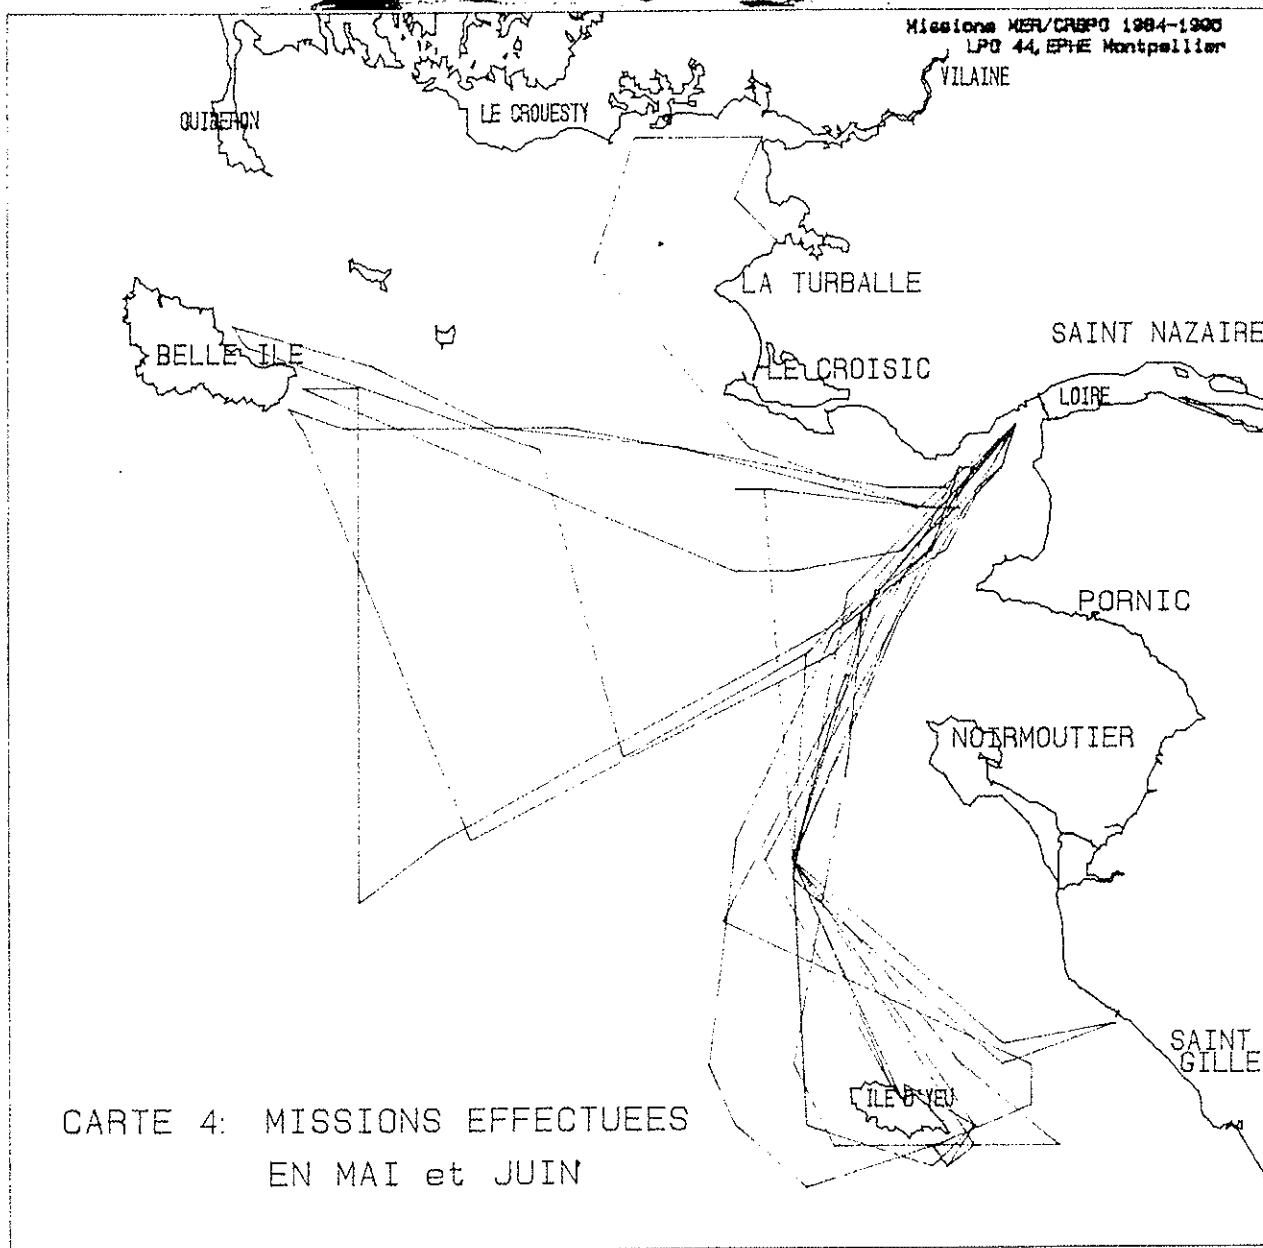 Missions MER/CRBPO 1984-1990
LPO 44, EPHE Montpellier
VILAINE
QUIBERON
LE CROUESTY
LA TURBALLE
SAINT NAZAIRE
BELLE ILE
LE CROISIC
LOIRE
PORNIC
NOIRMOUTIER
SAINT
GILLE
ILE D'YEU
CARTE 4: MISSIONS EFFECTUEES
EN MAI et JUIN